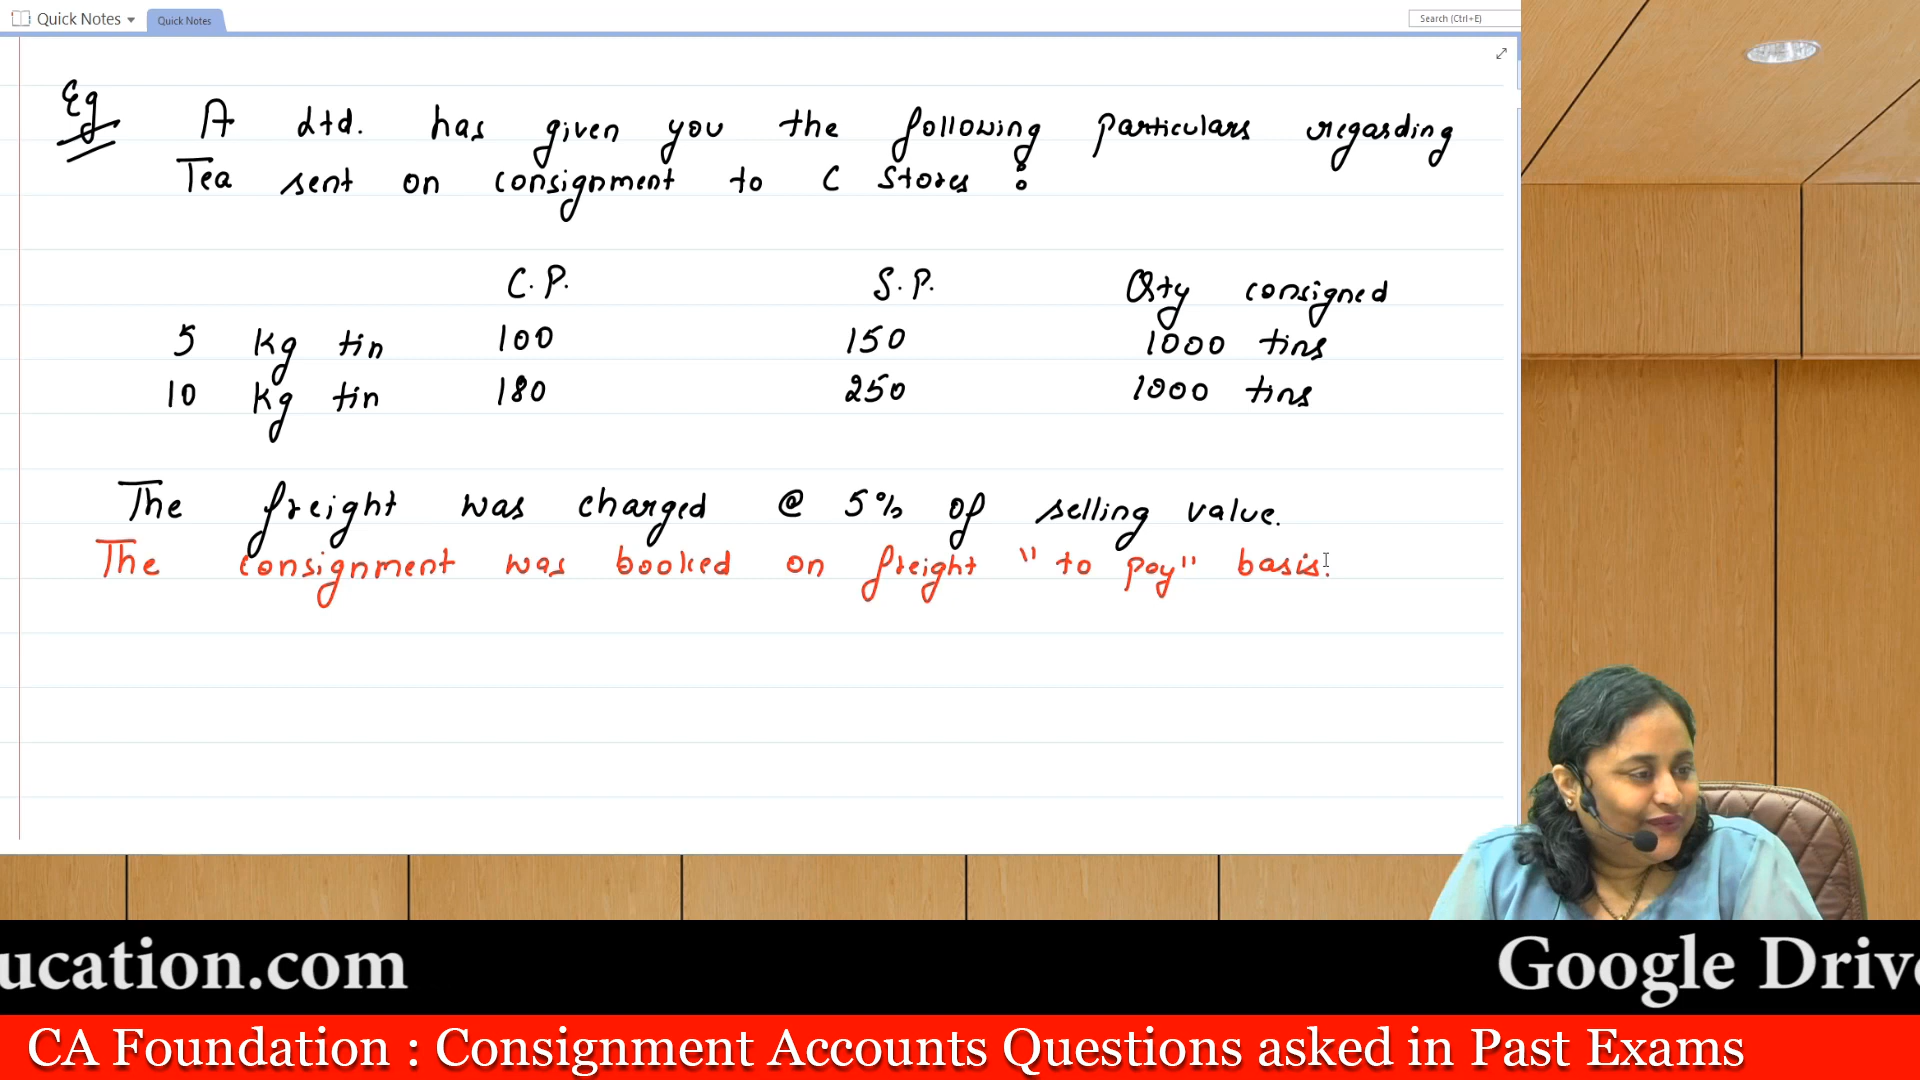 Quick Notes
Quick Notes
Search (Ctrl+E)
Eg A Ltd. has given you the following particulars regarding
Tea sent on consignment to C Stores :
C.P. S.P. Qty consigned
5 kg tin 100 150 1000 tins
10 kg tin 180 250 1000 tins
The freight was charged @ 5% of selling value.
The consignment was booked on freight "to pay" basis.
ucation.com Google Driv
CA Foundation : Consignment Accounts Questions asked in Past Exams